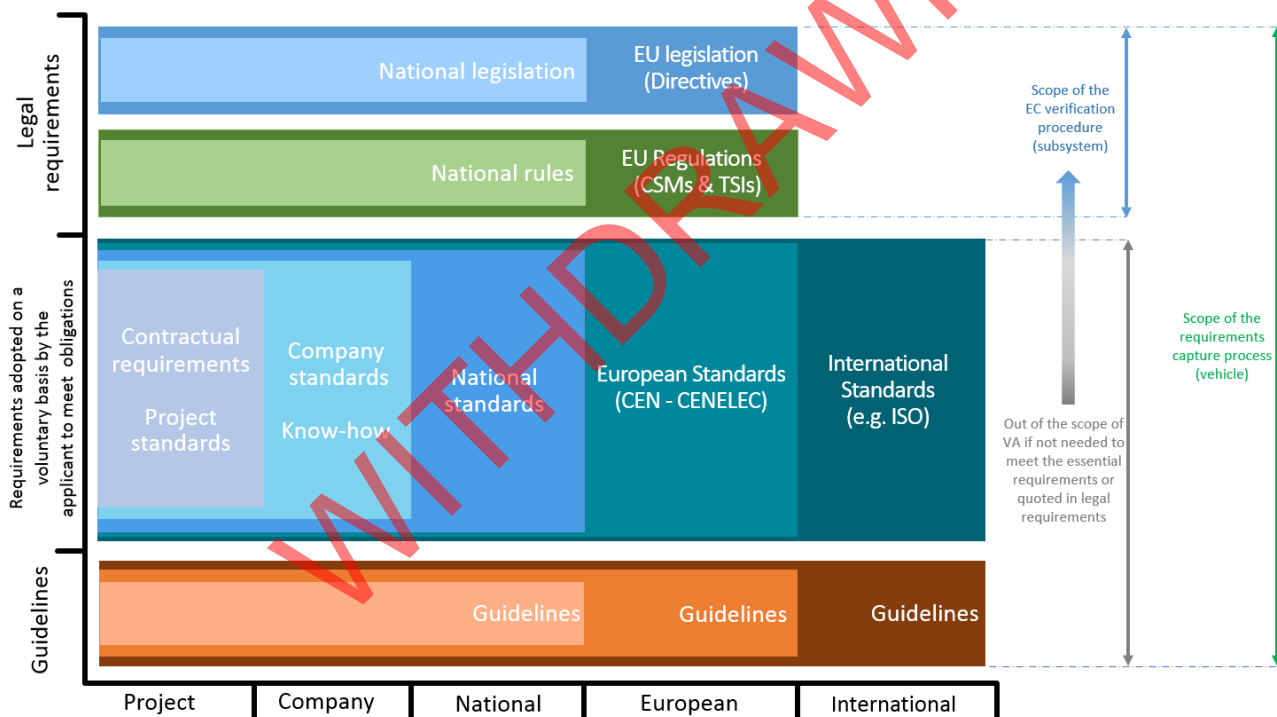 Legal
requirements
National legislation
EU legislation
(Directives)
National rules
EU Regulations
(CSMs & TSIs)
Scope of the
EC verification
procedure
(subsystem)
Requirements adopted on a
voluntary basis by the
applicant to meet obligations
Contractual
requirements
Project
standards
Company
standards
Know-how
National
standards
European Standards
(CEN - CENELEC)
International
Standards
(e.g. ISO)
Out of the scope of
VA if not needed to
meet the essential
requirements or
quoted in legal
requirements
Scope of the
requirements
capture process
(vehicle)
Guidelines
Guidelines
Guidelines
Guidelines
Project
Company
National
European
International
WITHDRAW